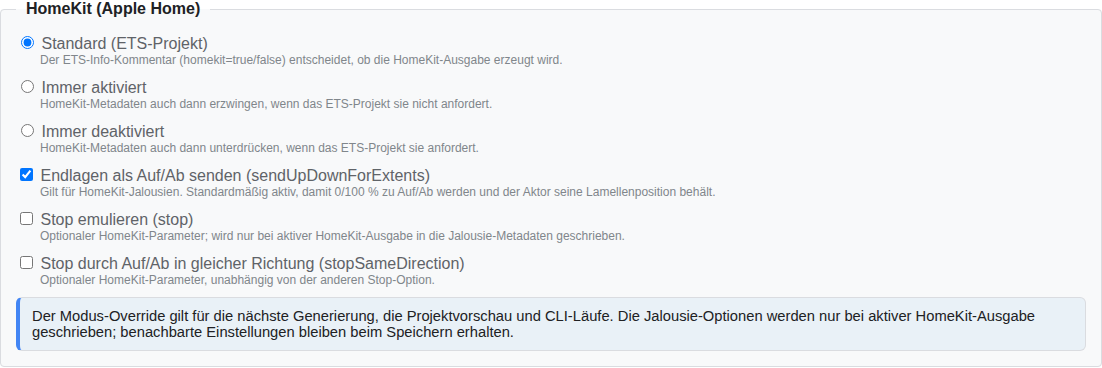 HomeKit (Apple Home)
Standard (ETS-Projekt)
Der ETS-Info-Kommentar (homekit=true/false) entscheidet, ob die HomeKit-Ausgabe erzeugt wird.
Immer aktiviert
HomeKit-Metadaten auch dann erzwingen, wenn das ETS-Projekt sie nicht anfordert.
Immer deaktiviert
HomeKit-Metadaten auch dann unterdrücken, wenn das ETS-Projekt sie anfordert.
Endlagen als Auf/Ab senden (sendUpDownForExtents)
Gilt für HomeKit-Jalousien. Standardmäßig aktiv, damit 0/100 % zu Auf/Ab werden und der Aktor seine Lamellenposition behält.
Stop emulieren (stop)
Optionaler HomeKit-Parameter; wird nur bei aktiver HomeKit-Ausgabe in die Jalousie-Metadaten geschrieben.
Stop durch Auf/Ab in gleicher Richtung (stopSameDirection)
Optionaler HomeKit-Parameter, unabhängig von der anderen Stop-Option.
Der Modus-Override gilt für die nächste Generierung, die Projektvorschau und CLI-Läufe. Die Jalousie-Optionen werden nur bei aktiver HomeKit-Ausgabe
geschrieben; benachbarte Einstellungen bleiben beim Speichern erhalten.